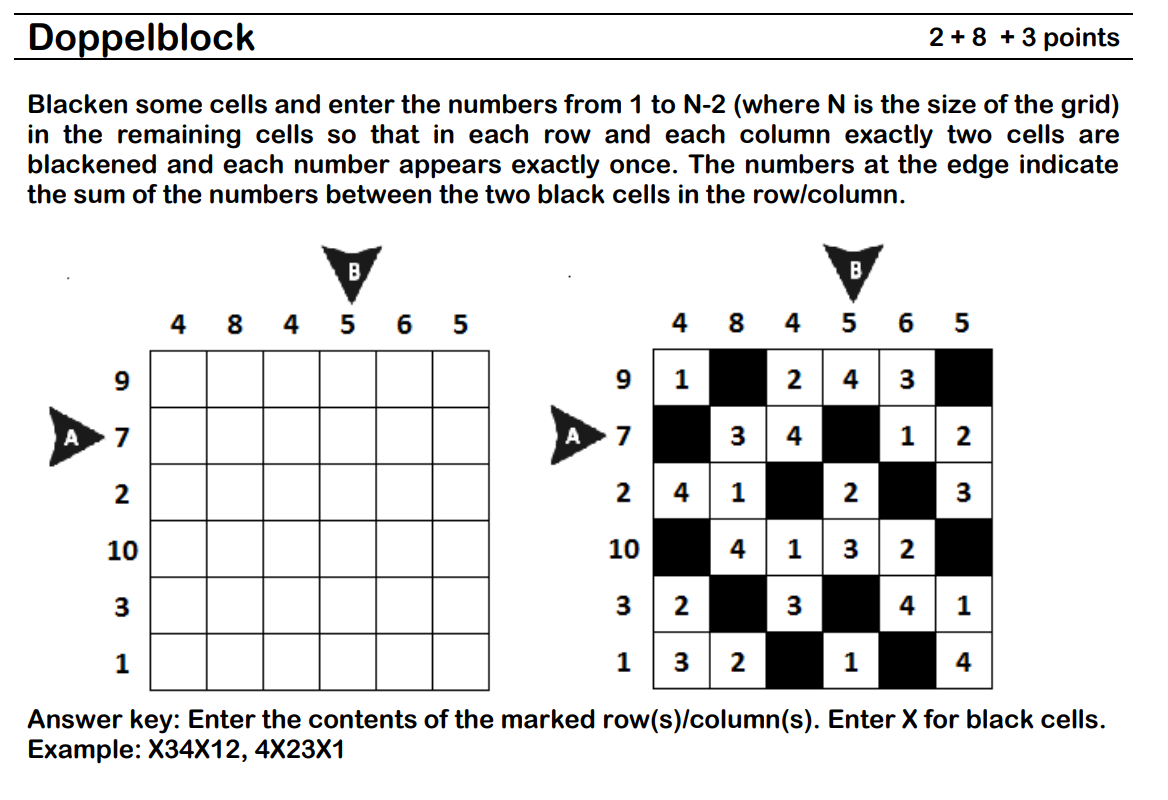 Doppelblock 2 + 8 + 3 points
Blacken some cells and enter the numbers from 1 to N-2 (where N is the size of the grid)
in the remaining cells so that in each row and each column exactly two cells are
blackened and each number appears exactly once. The numbers at the edge indicate
the sum of the numbers between the two black cells in the row/column.
B B
4 8 4 5 6 5 4 8 4 5 6 5
9 9 1 2 4 3
A 7 A 7 3 4 1 2
2 2 4 1 2 3
10 10 4 1 3 2
3 3 2 3 4 1
1 1 3 2 1 4
Answer key: Enter the contents of the marked row(s)/column(s). Enter X for black cells.
Example: X34X12, 4X23X1